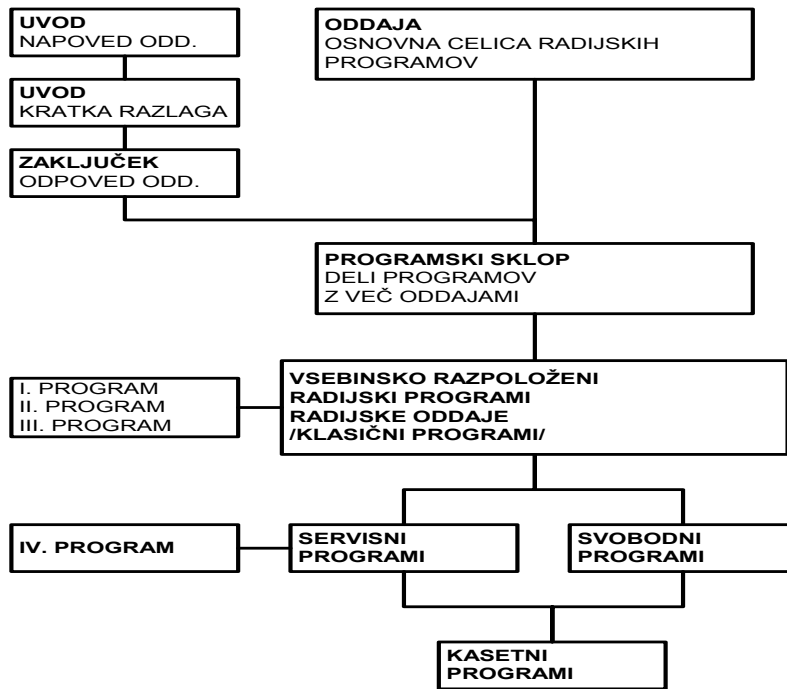 UVOD
NAPOVED ODD.
UVOD
KRATKA RAZLAGA
ZAKLJUČEK
ODPOVED ODD.
ODDAJA
OSNOVNA CELICA RADIJSKIH
PROGRAMOV
PROGRAMSKI SKLOP
DELI PROGRAMOV
Z VEČ ODDAJAMI
I. PROGRAM
II. PROGRAM
III. PROGRAM
VSEBINSKO RAZPOLOŽENI
RADIJSKI PROGRAMI
RADIJSKE ODDAJE
/KLASIČNI PROGRAMI/
IV. PROGRAM
SERVISNI
PROGRAMI
SVOBODNI
PROGRAMI
KASETNI
PROGRAMI